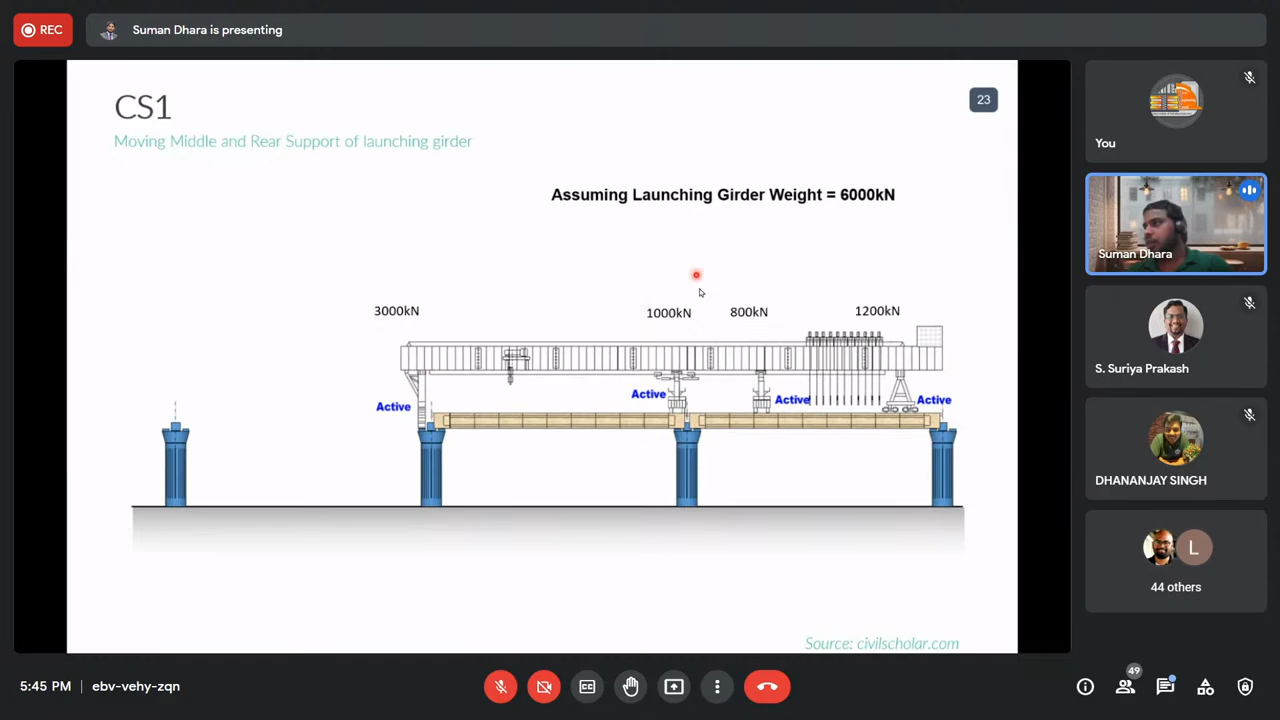 REC
Suman Dhara is presenting
CS1
23
Moving Middle and Rear Support of launching girder
Assuming Launching Girder Weight = 6000kN
3000kN
1000kN
800kN
1200kN
Active
Active
Active
Active
Source: civilscholar.com
You
Suman Dhara
S. Suriya Prakash
DHANANJAY SINGH
L
44 others
5:45 PM
ebv-vehy-zqn
CC
49